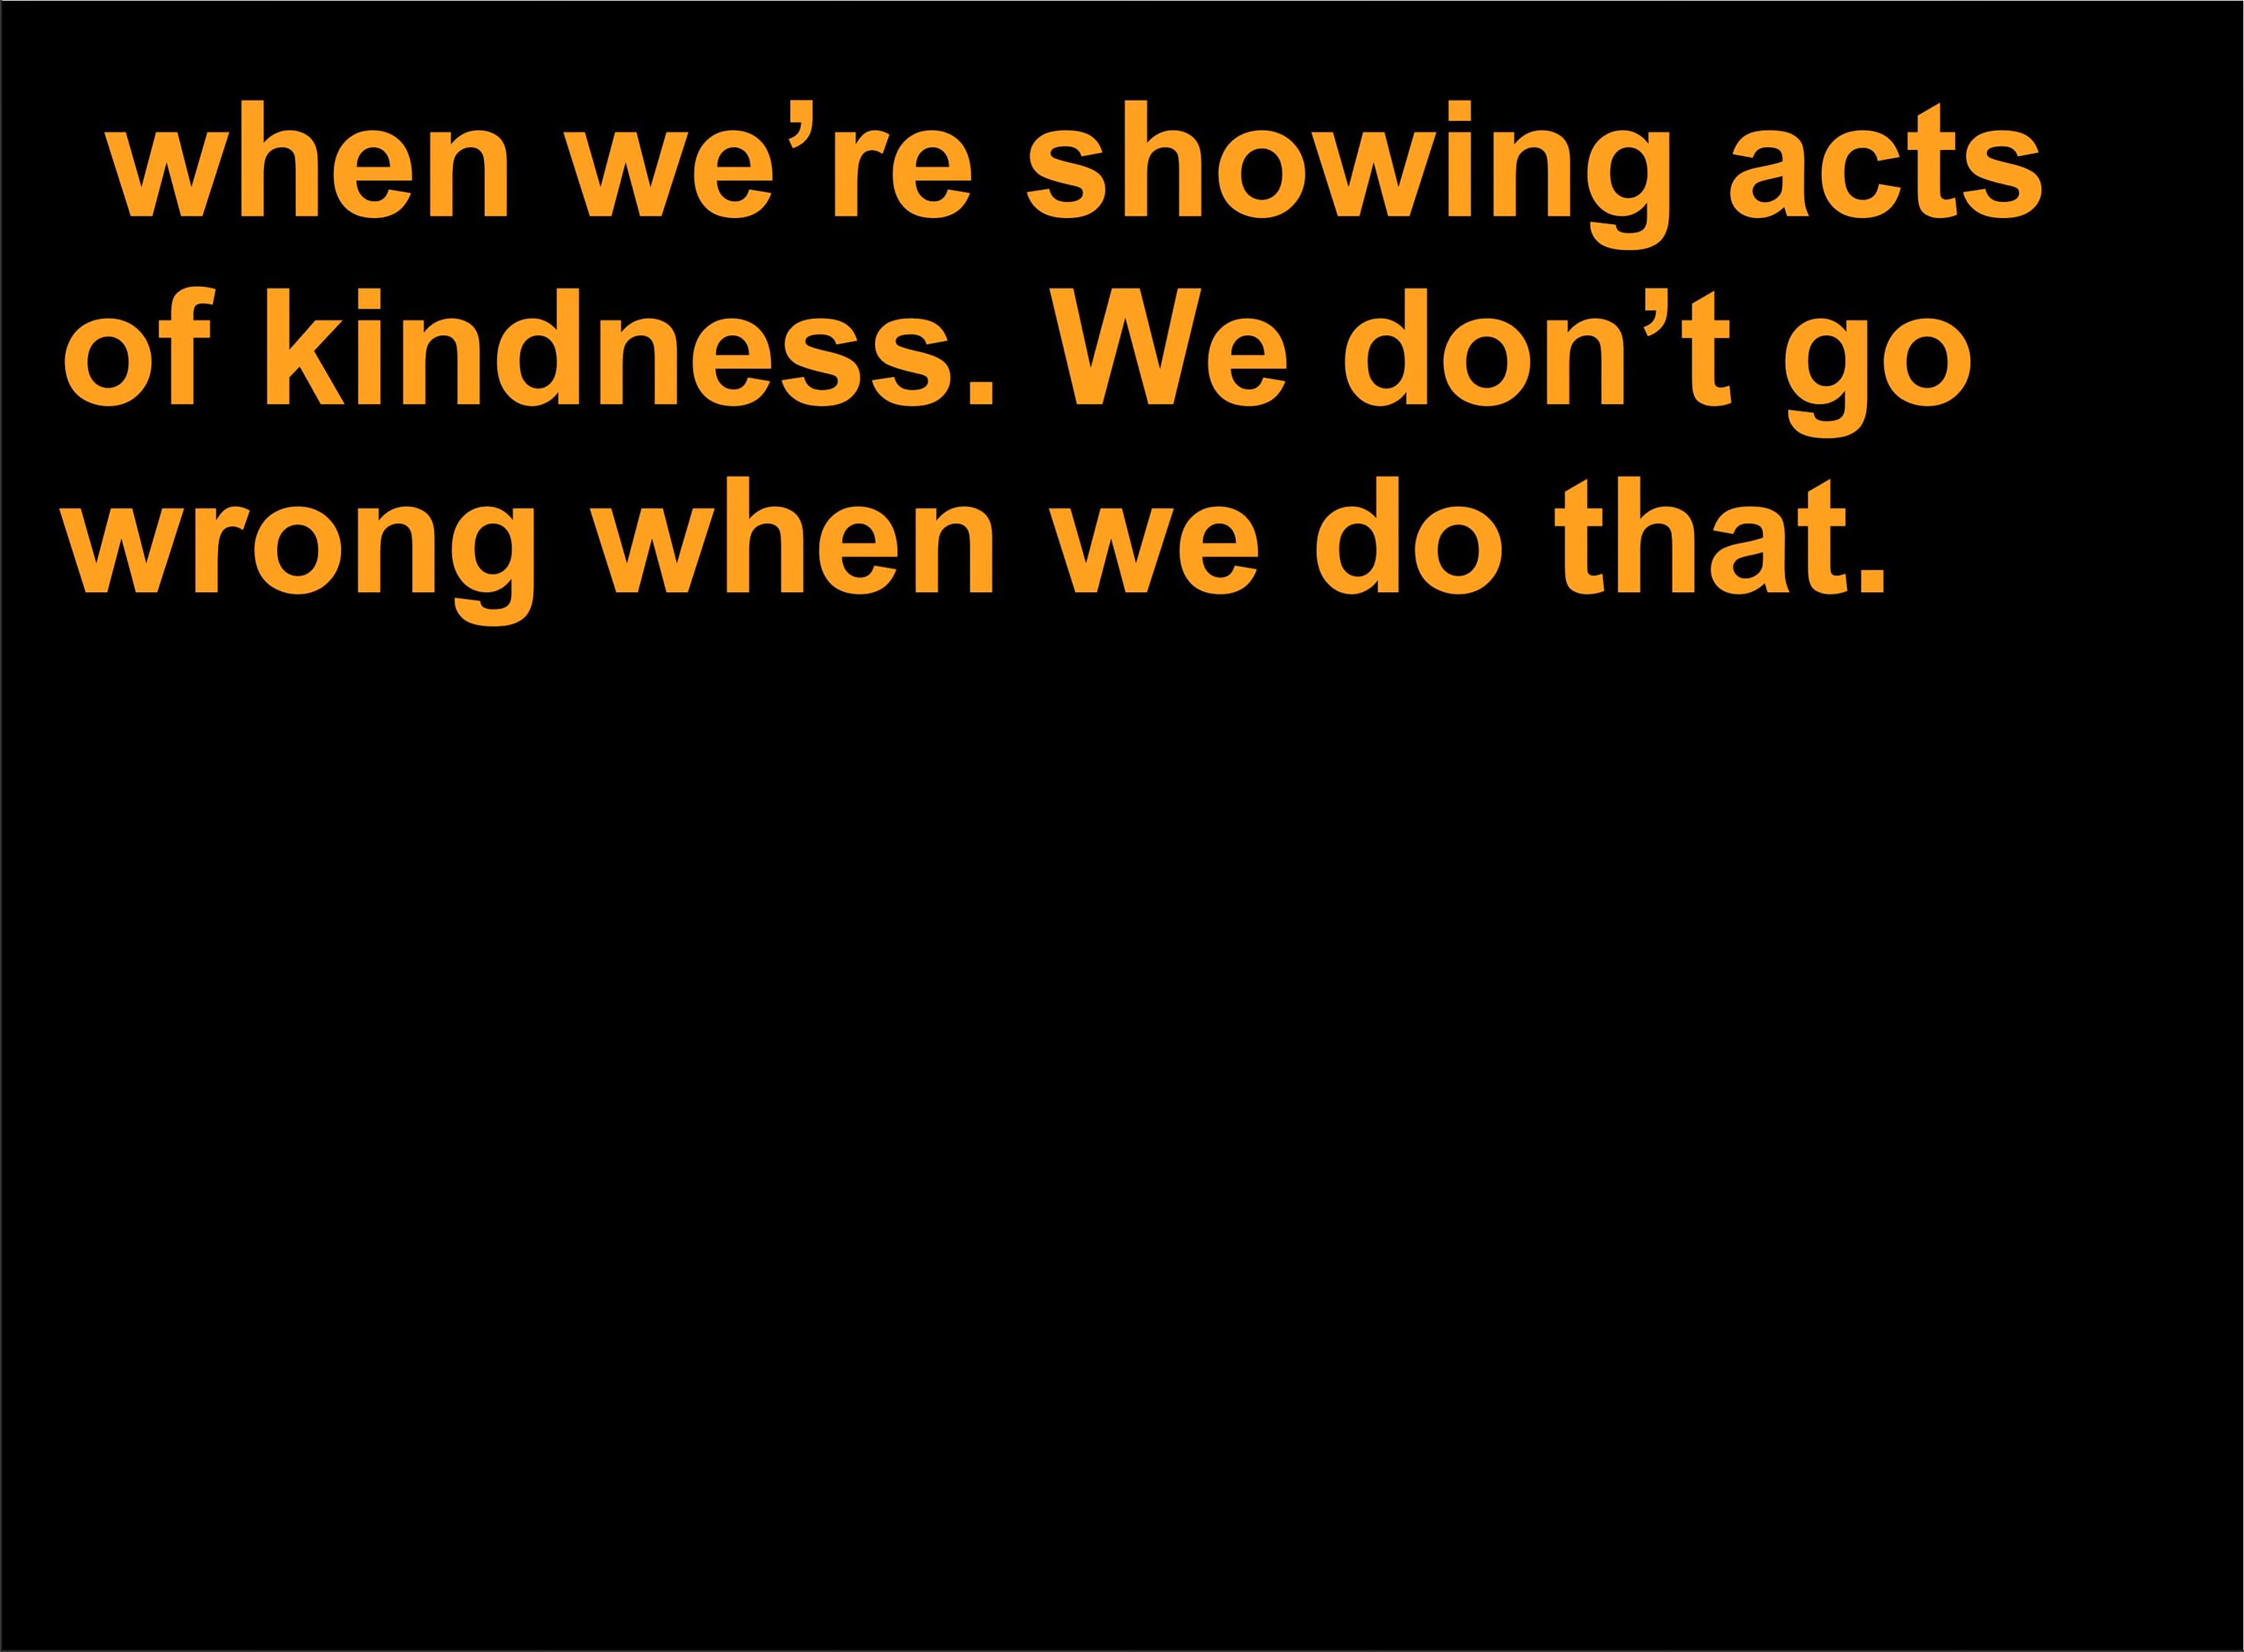 when we’re showing acts
of kindness. We don’t go
wrong when we do that.